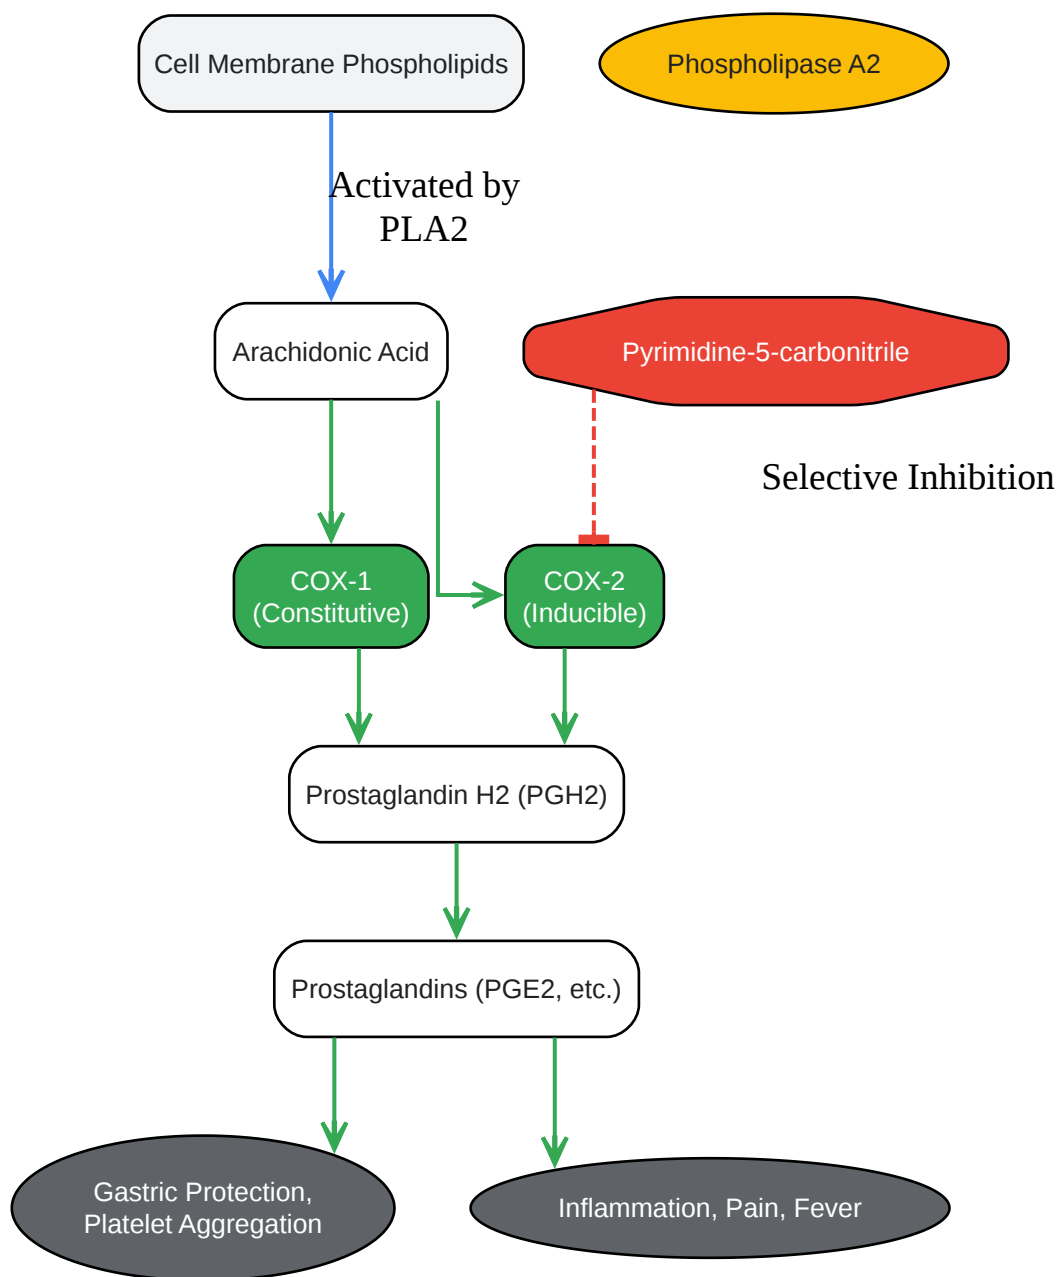 Cell Membrane Phospholipids
Phospholipase A2
Activated by
PLA2
Arachidonic Acid
Pyrimidine-5-carbonitrile
Selective Inhibition
COX-1
(Constitutive)
COX-2
(Inducible)
Prostaglandin H2 (PGH2)
Prostaglandins (PGE2, etc.)
Gastric Protection,
Platelet Aggregation
Inflammation, Pain, Fever